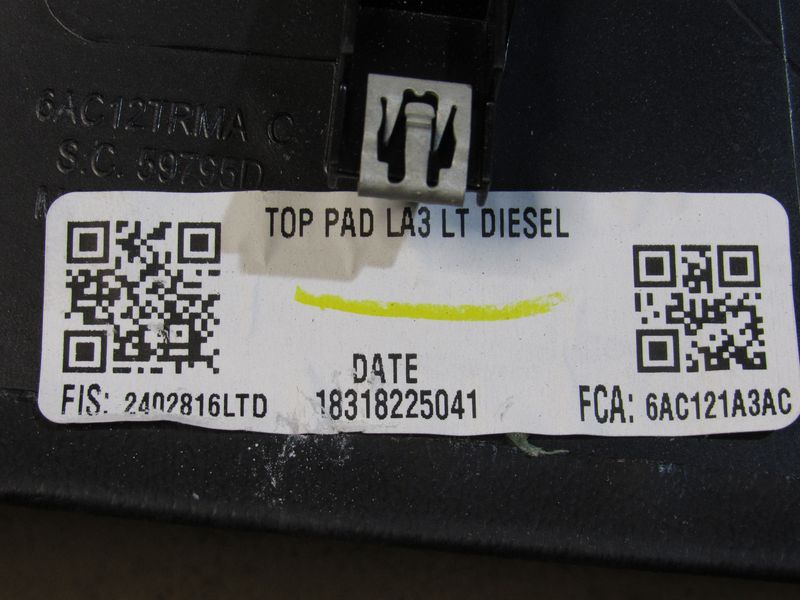 6AC12TRMA C
S.C. 59795D
TOP PAD LA3 LT DIESEL
DATE
FIS: 2402816LTD
18318225041
FCA: 6AC121A3AC